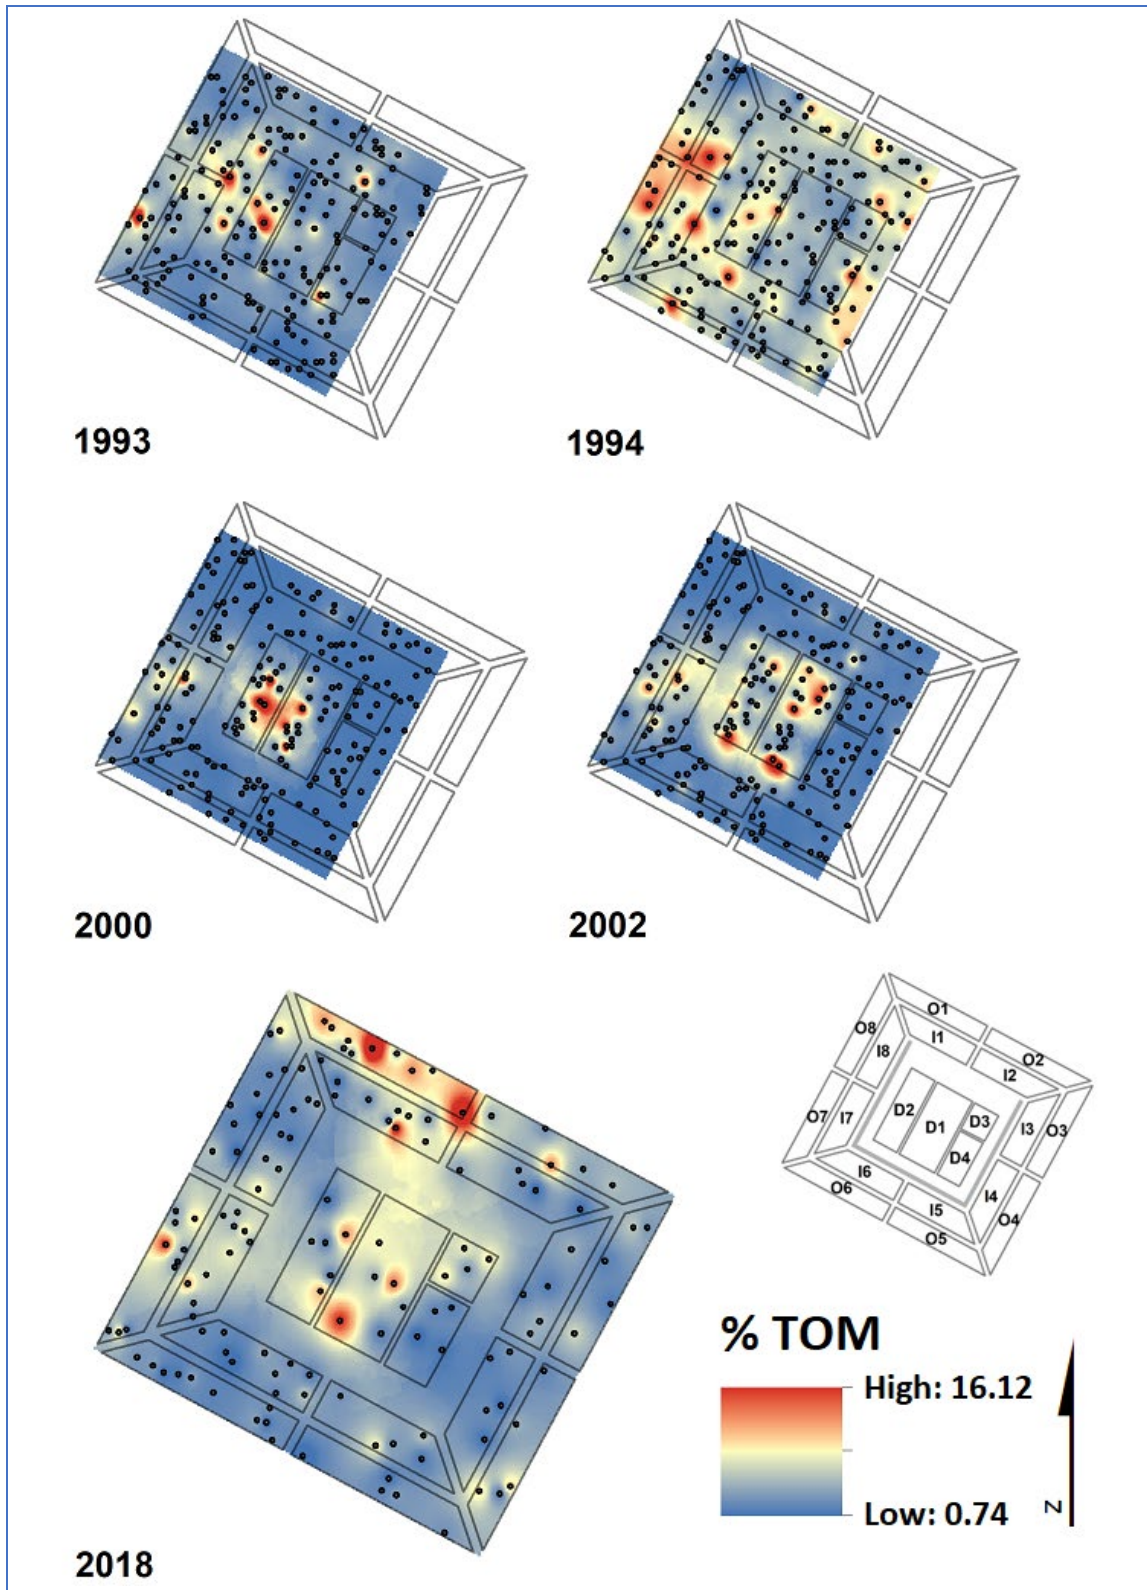 1993
1994
2000
2002
O1
O8
I1
O2
I8
I2
O7
I7
D2
D1
D3
I3
O3
D4
I6
O6
I4
I5
O4
O5
% TOM
High: 16.12
Low: 0.74
N
2018